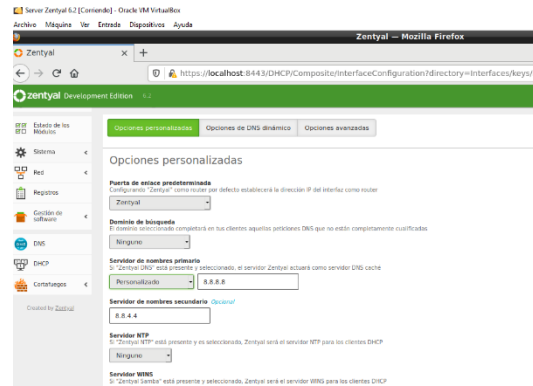 Server Zentyal 6.2 [Corriendo] - Oracle VM VirtualBox
Archivo Máquina Ver Entrada Dispositivos Ayuda
Zentyal — Mozilla Firefox
Zentyal
https://localhost:8443/DHCP/Composite/InterfaceConfiguration?directory=Interfaces/keys/
zentyal Development Edition 6.2
Estado de los Módulos
Sistema
Red
Registros
Gestión de software
DNS
DHCP
Cortafuegos
Created by Zentyal
Opciones personalizadas Opciones de DNS dinámico Opciones avanzadas
Opciones personalizadas
Puerta de enlace predeterminada
Configurando "Zentyal" como router por defecto establecerá la dirección IP del interfaz como router
Zentyal
Dominio de búsqueda
El dominio seleccionado completará en tus clientes aquellas peticiones DNS que no están completamente cualificadas
Ninguno
Servidor de nombres primario
Si "Zentyal DNS" está presente y seleccionado, el servidor Zentyal actuará como servidor DNS caché
Personalizado 8.8.8.8
Servidor de nombres secundario Opcional
8.8.4.4
Servidor NTP
Si "Zentyal NTP" está presente y es seleccionado, Zentyal será el servidor NTP para los clientes DHCP
Ninguno
Servidor WINS
Si "Zentyal Samba" está presente y seleccionado, Zentyal será el servidor WINS para los clientes DHCP